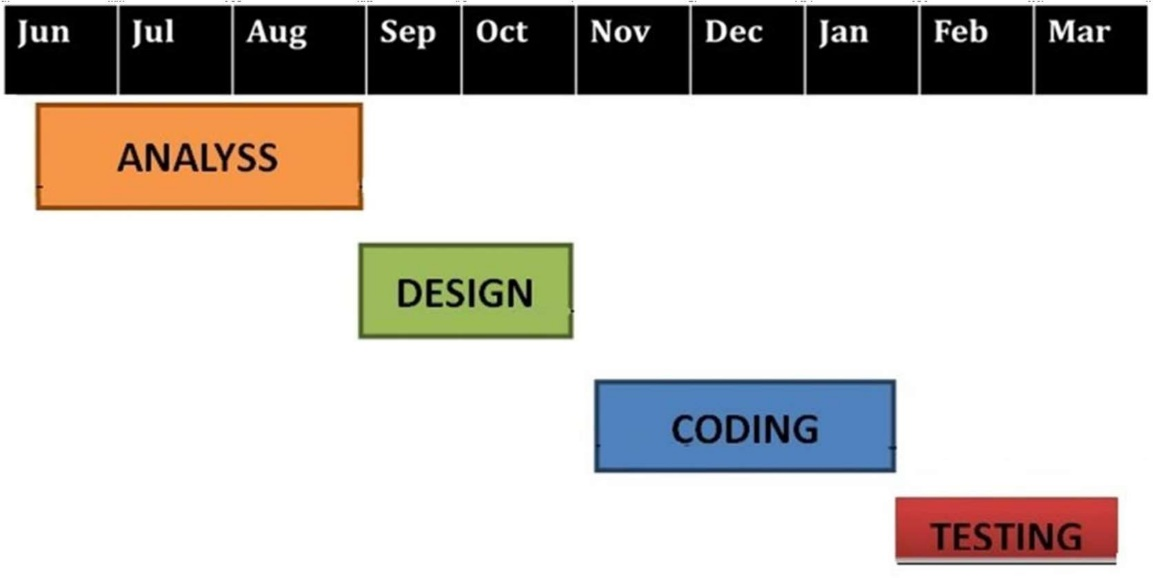 Jun Jul Aug Sep Oct Nov Dec Jan Feb Mar
ANALYSS
DESIGN
CODING
TESTING